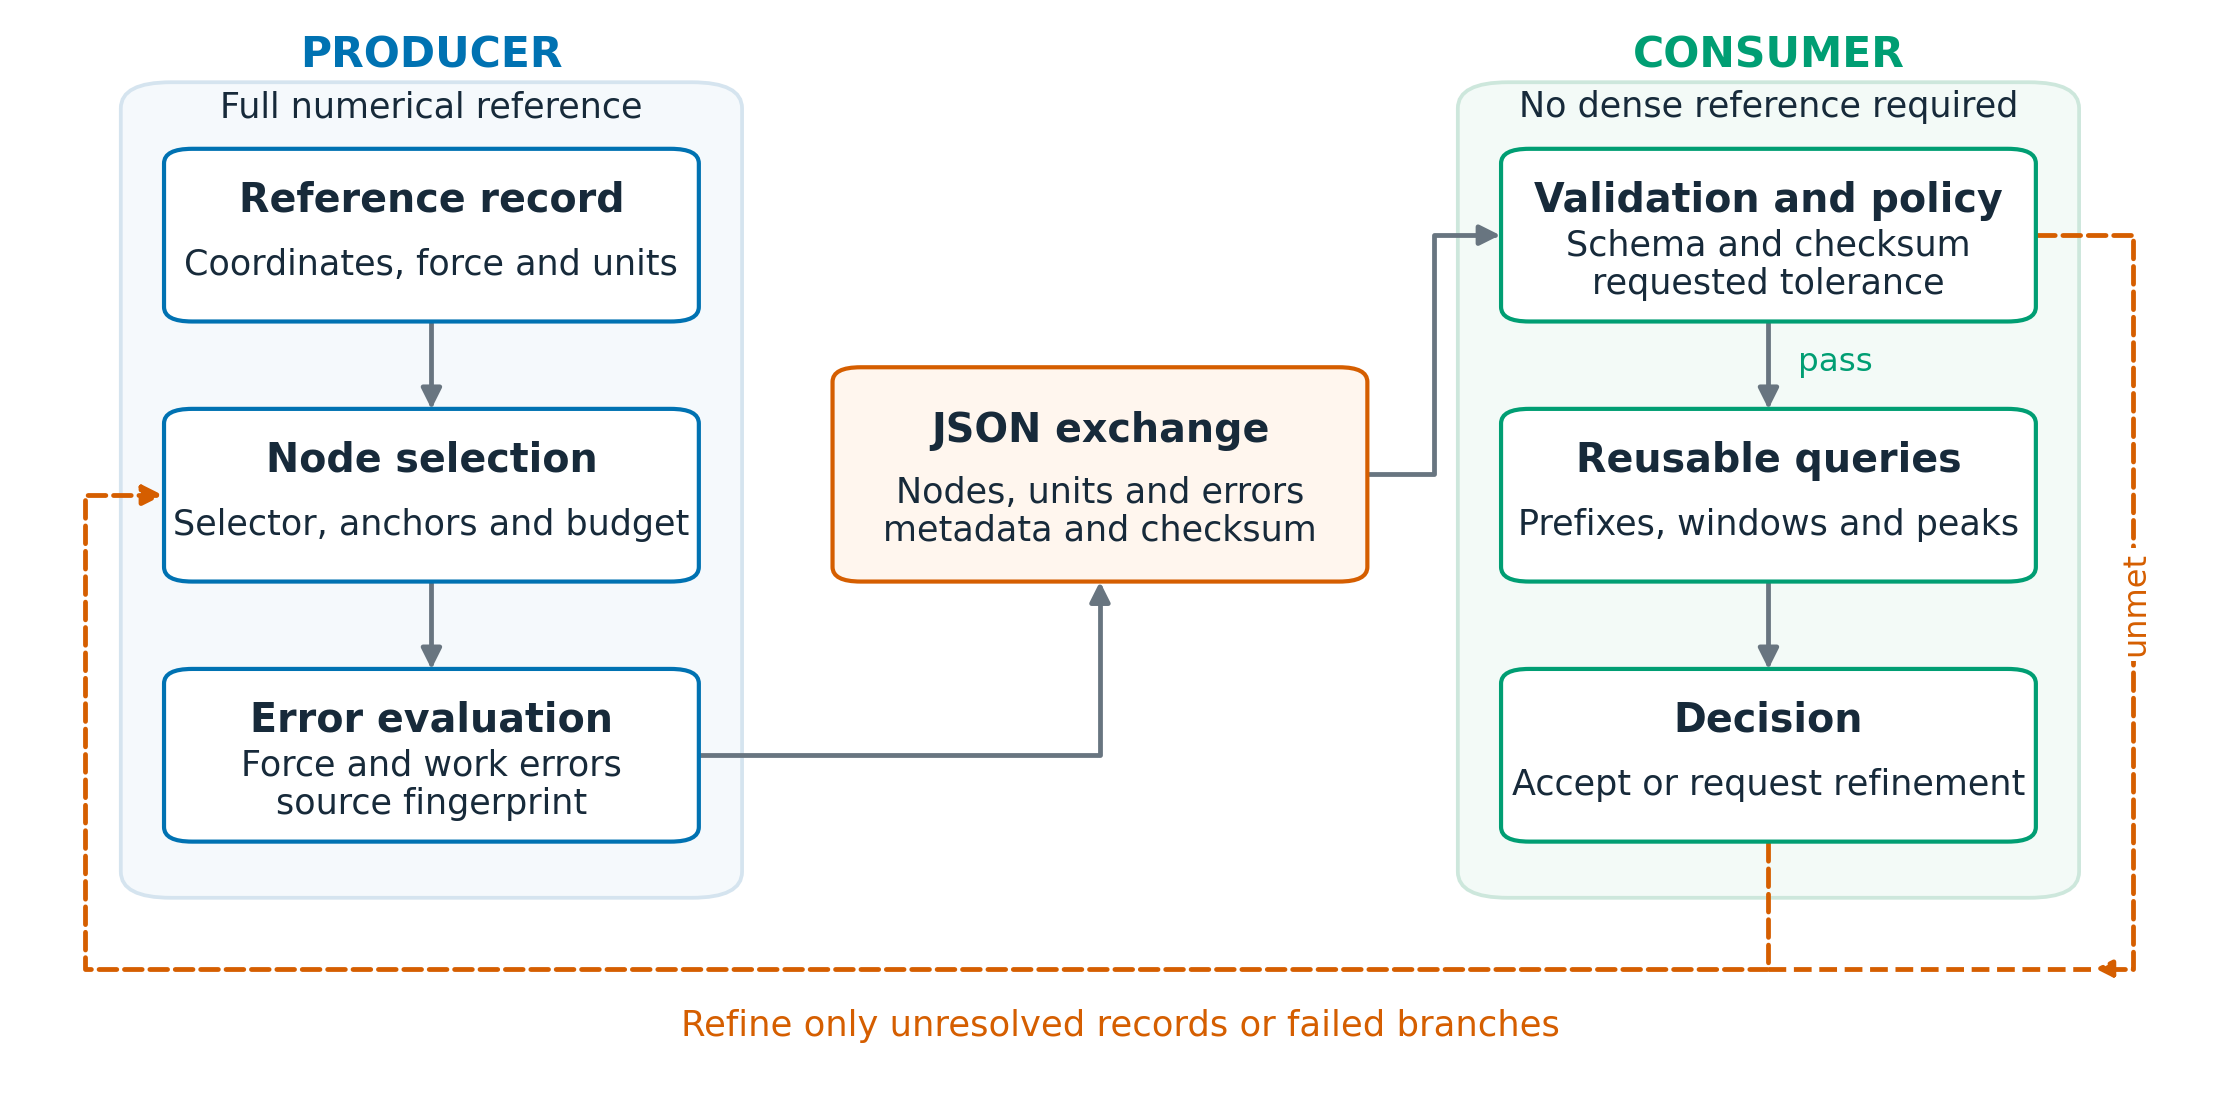 PRODUCER
Full numerical reference
Reference record
Coordinates, force and units
Node selection
Selector, anchors and budget
Error evaluation
Force and work errors
source fingerprint
JSON exchange
Nodes, units and errors
metadata and checksum
CONSUMER
No dense reference required
Validation and policy
Schema and checksum
requested tolerance
pass
Reusable queries
Prefixes, windows and peaks
Decision
Accept or request refinement
unmet
Refine only unresolved records or failed branches